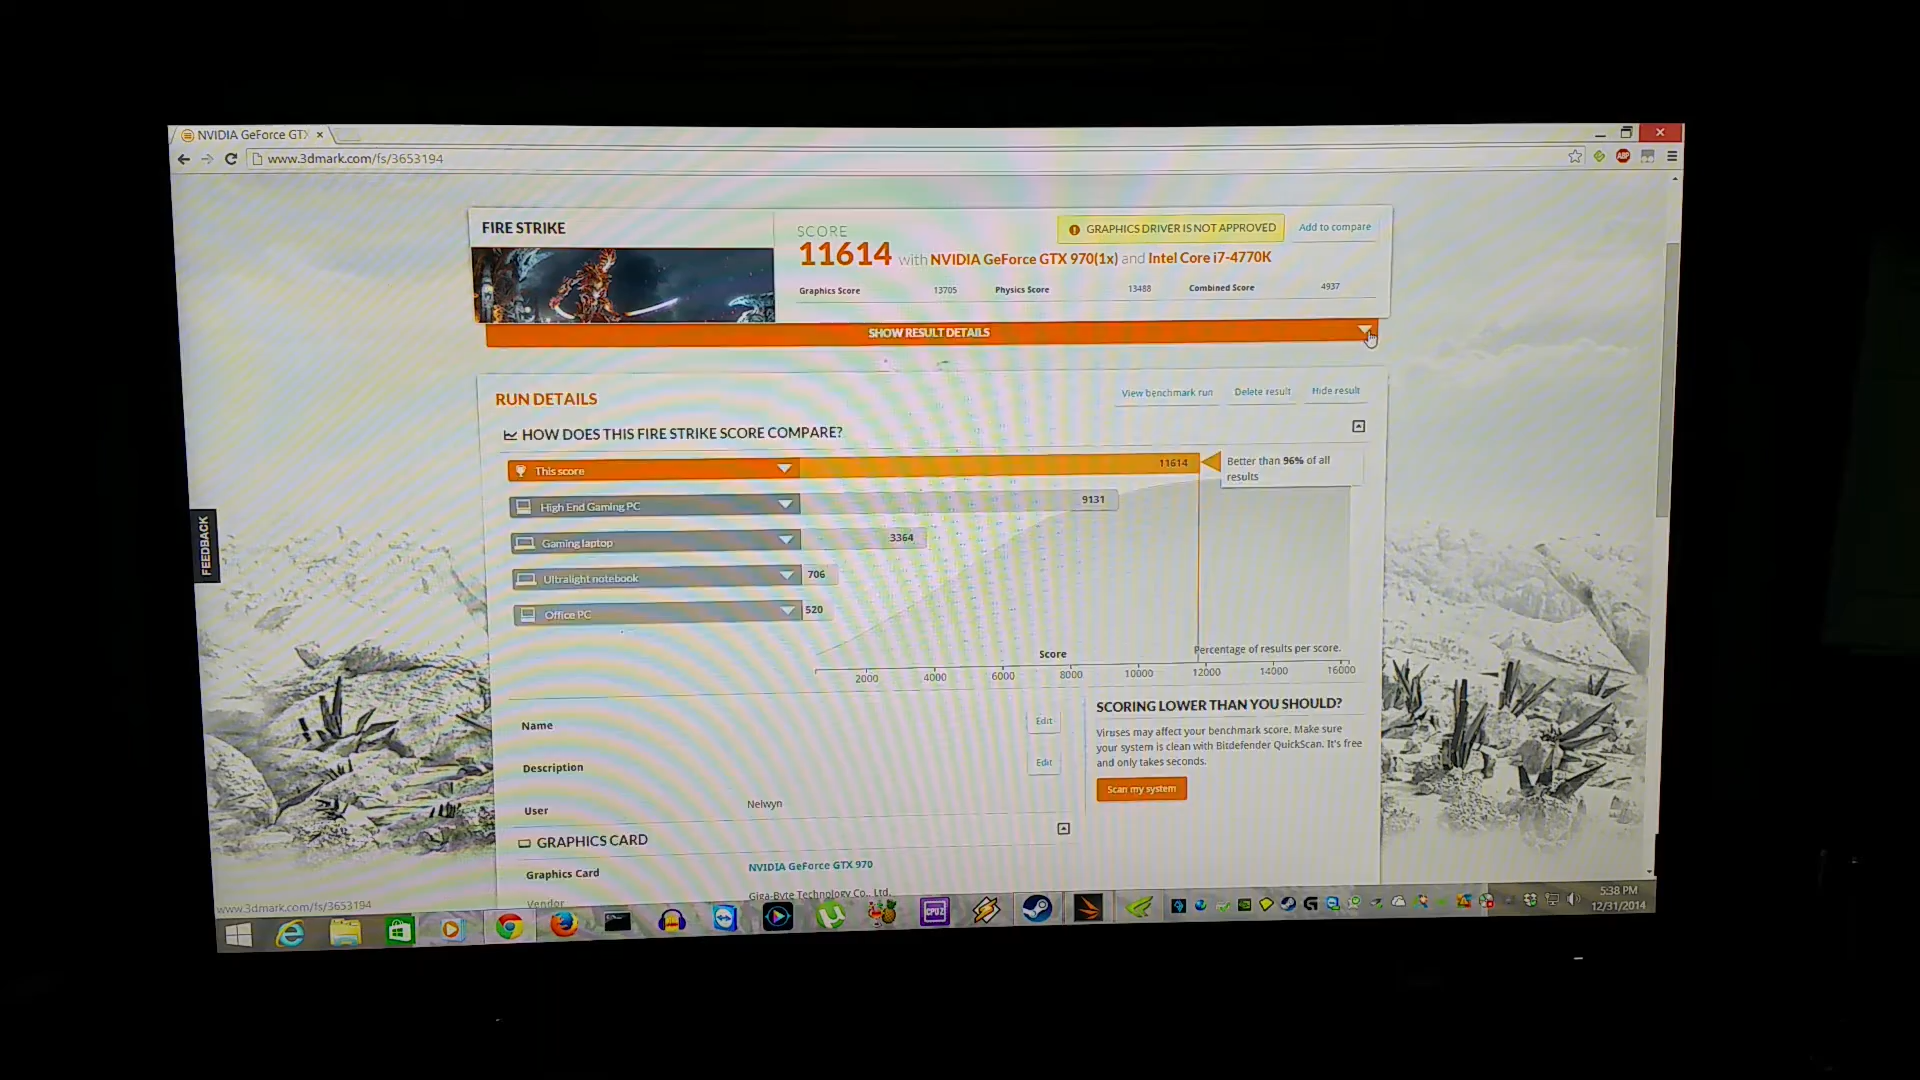 NVIDIA GeForce GTX
www.3dmark.com/fs/3653194
ABP
FIRE STRIKE
SCORE
GRAPHICS DRIVER IS NOT APPROVED
Add to compare
11614 with NVIDIA GeForce GTX 970(1x) and Intel Core i7-4770K
Graphics Score 13705 Physics Score 13488 Combined Score 4937
SHOW RESULT DETAILS
RUN DETAILS
View benchmark run Delete result Hide result
HOW DOES THIS FIRE STRIKE SCORE COMPARE?
This score 11614
Better than 96% of all
results
High End Gaming PC 9131
Gaming laptop 3364
Ultralight notebook 706
Office PC 520
FEEDBACK
Score
Percentage of results per score.
2000 4000 6000 8000 10000 12000 14000 16000
Name Edit
Description Edit
User Nelwyn
SCORING LOWER THAN YOU SHOULD?
Viruses may affect your benchmark score. Make sure
your system is clean with Bitdefender QuickScan. It's free
and only takes seconds.
Scan my system
GRAPHICS CARD
Graphics Card NVIDIA GeForce GTX 970
Vendor Giga-Byte Technology Co., Ltd.
www.3dmark.com/fs/3653194
CPU-Z
5:38 PM
12/31/2014